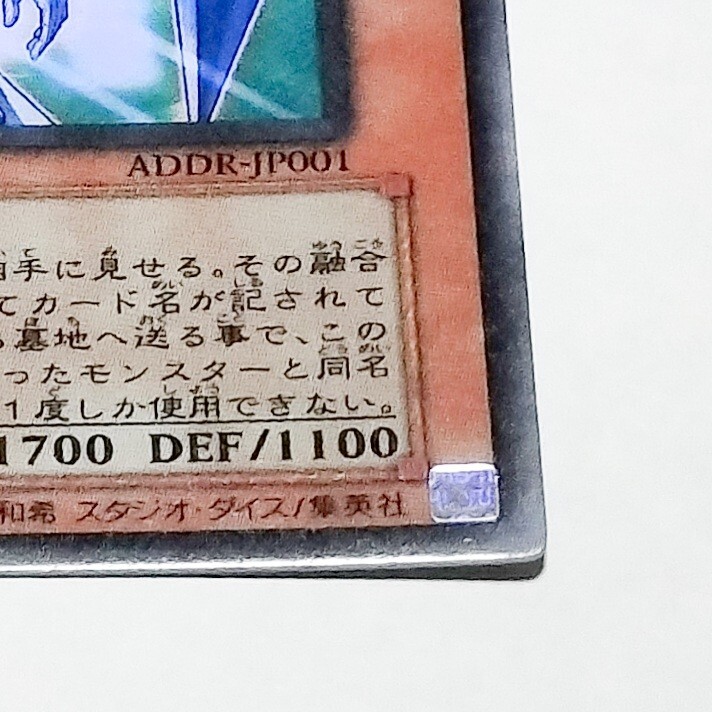 ADDR-JP001
手に見せる。その融合
てカード名が記されて
墓地へ送る事で、この
ったモンスターと同名
1度しか使用できない。
1700 DEF/1100
和希 スタジオ・ダイス/集英社